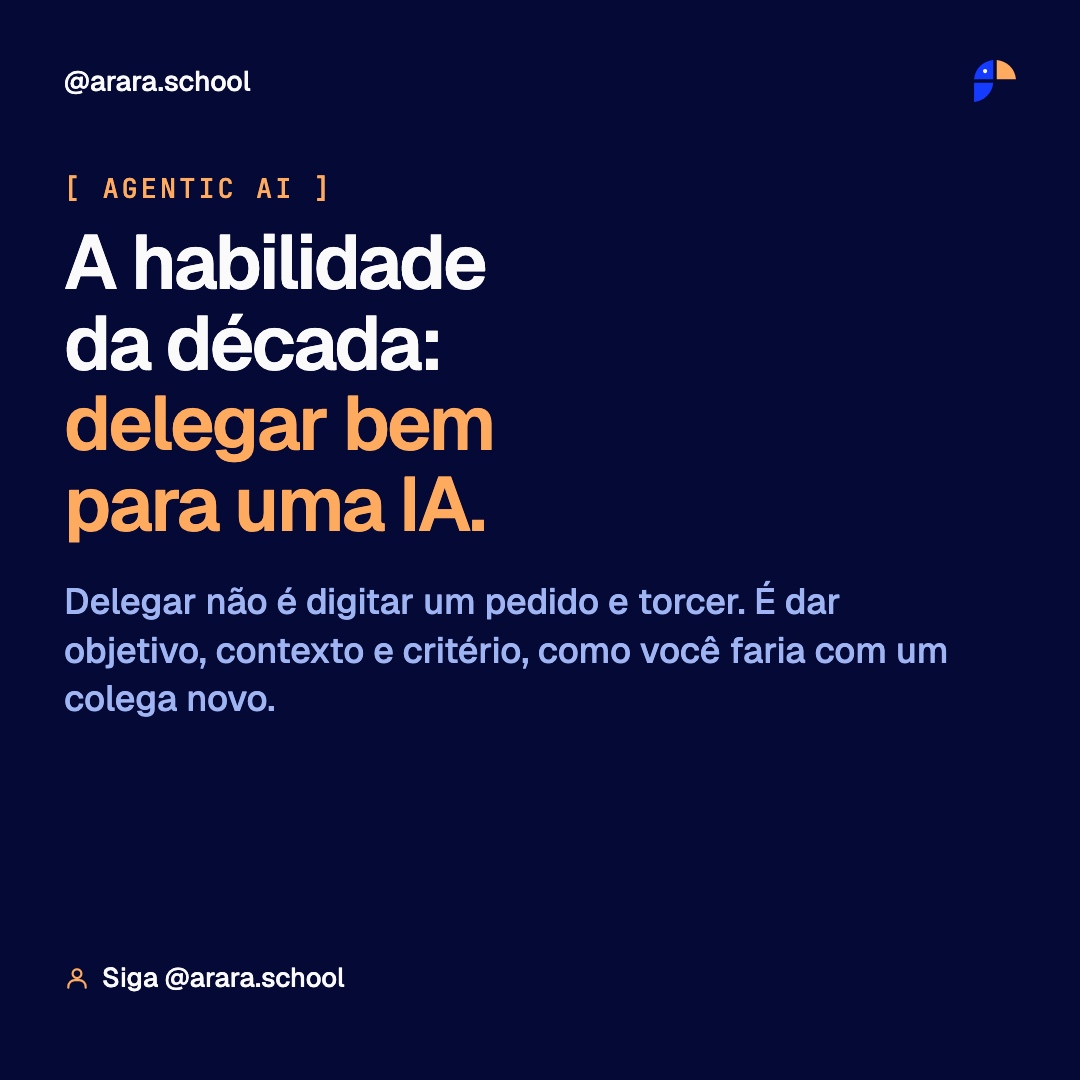 @arara.school
[ AGENTIC AI ]
A habilidade
da década:
delegar bem
para uma IA.
Delegar não é digitar um pedido e torcer. É dar
objetivo, contexto e critério, como você faria com um
colega novo.
Siga @arara.school